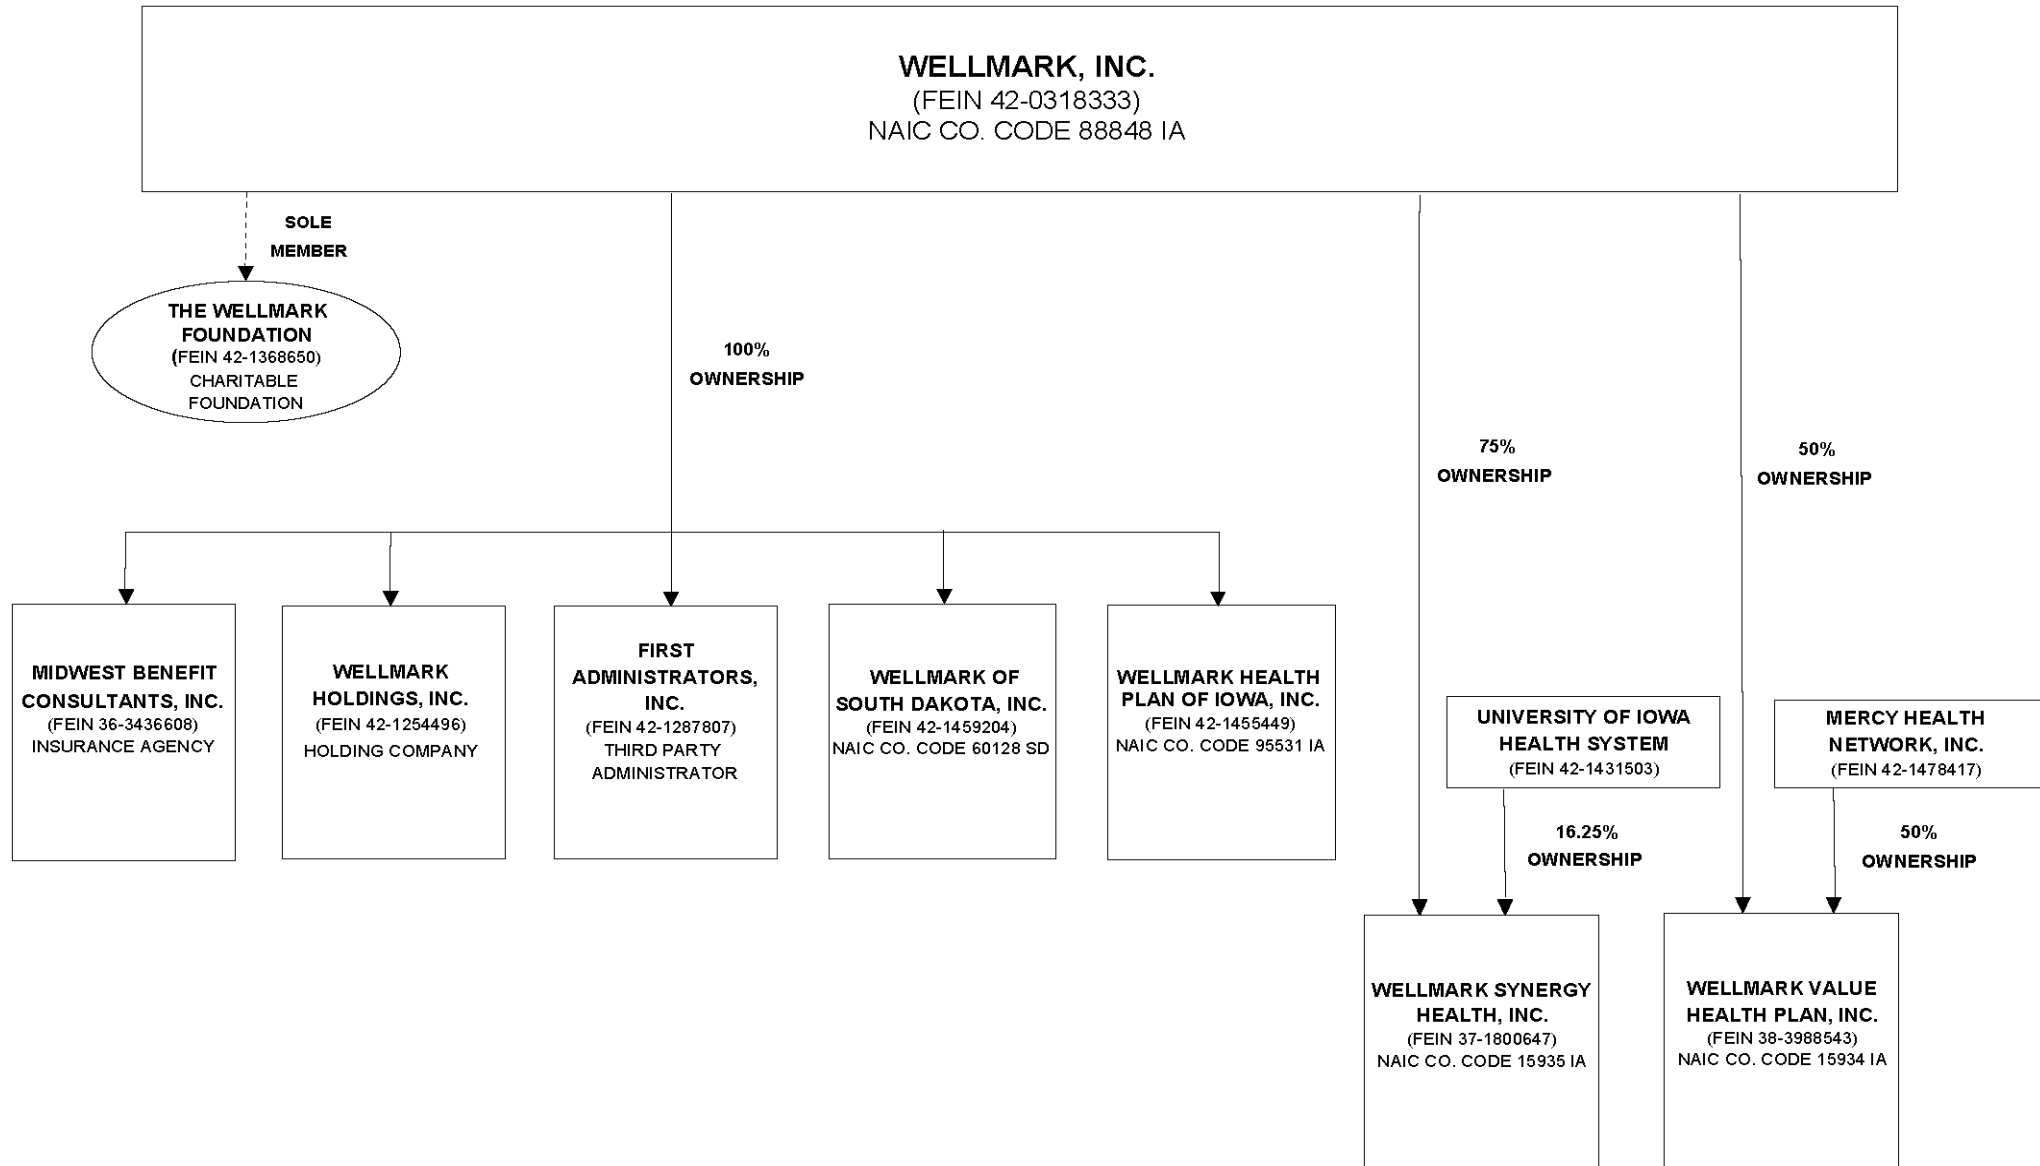 WELLMARK, INC.
(FEIN 42-0318333)
NAIC CO. CODE 88848 IA
SOLE
MEMBER
THE WELLMARK
FOUNDATION
(FEIN 42-1368650)
CHARITABLE
FOUNDATION
100%
OWNERSHIP
75%
OWNERSHIP
50%
OWNERSHIP
MIDWEST BENEFIT
CONSULTANTS, INC.
(FEIN 36-3436608)
INSURANCE AGENCY
WELLMARK
HOLDINGS, INC.
(FEIN 42-1254496)
HOLDING COMPANY
FIRST
ADMINISTRATORS,
INC.
(FEIN 42-1287807)
THIRD PARTY
ADMINISTRATOR
WELLMARK OF
SOUTH DAKOTA, INC.
(FEIN 42-1459204)
NAIC CO. CODE 60128 SD
WELLMARK HEALTH
PLAN OF IOWA, INC.
(FEIN 42-1455449)
NAIC CO. CODE 95531 IA
UNIVERSITY OF IOWA
HEALTH SYSTEM
(FEIN 42-1431503)
MERCY HEALTH
NETWORK, INC.
(FEIN 42-1478417)
16.25%
OWNERSHIP
50%
OWNERSHIP
WELLMARK SYNERGY
HEALTH, INC.
(FEIN 37-1800647)
NAIC CO. CODE 15935 IA
WELLMARK VALUE
HEALTH PLAN, INC.
(FEIN 38-3988543)
NAIC CO. CODE 15934 IA